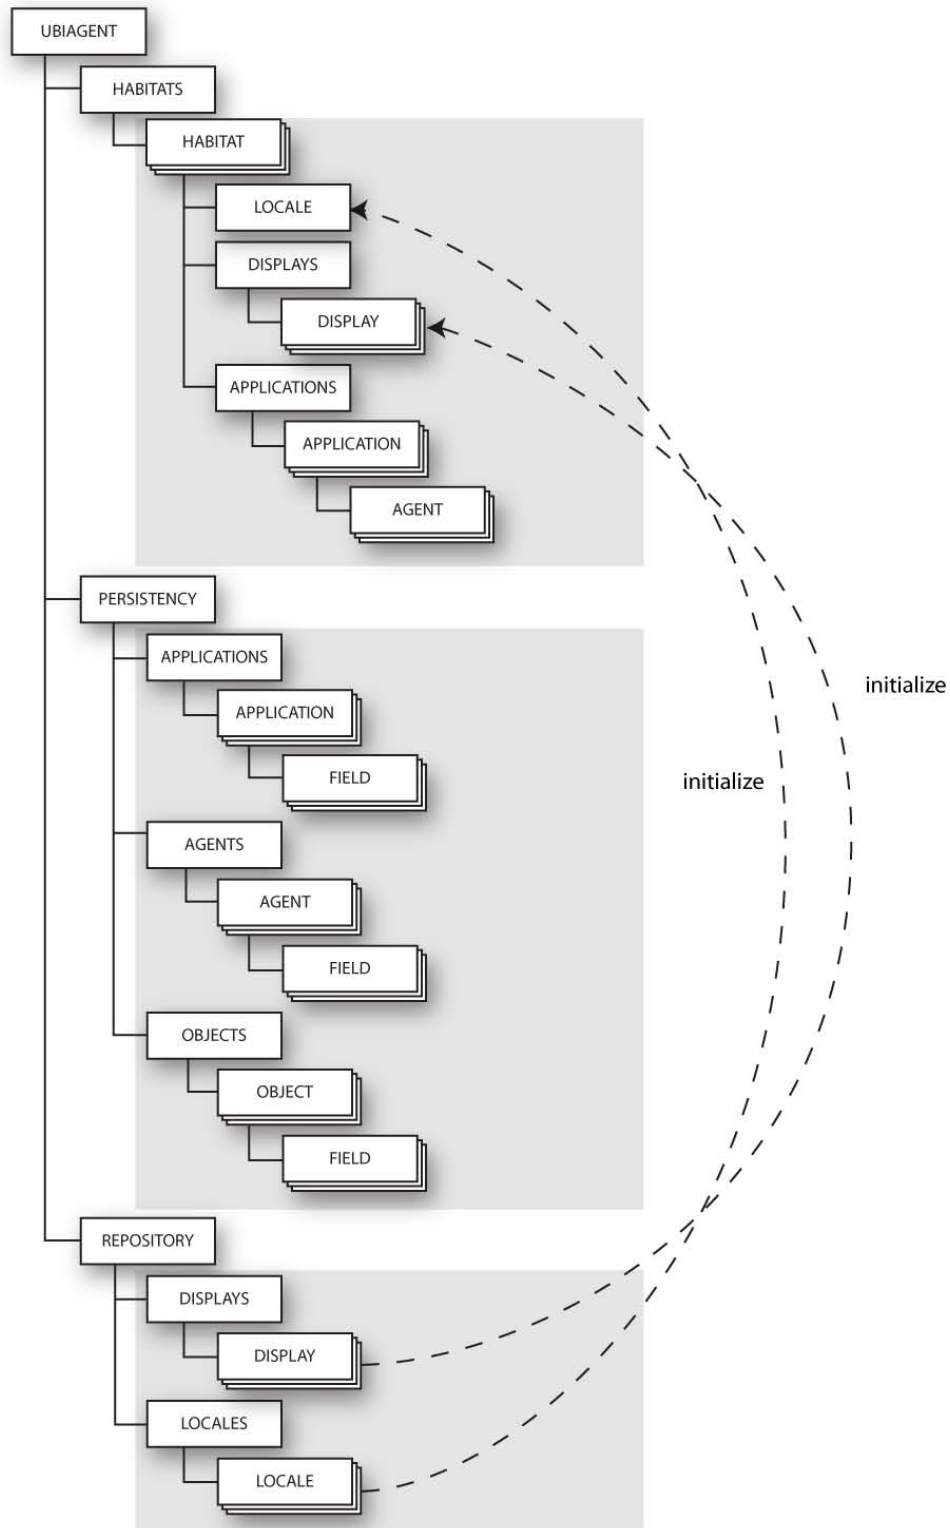 UBIAGENT
HABITATS
HABITAT
LOCALE
DISPLAYS
DISPLAY
APPLICATIONS
APPLICATION
AGENT
PERSISTENCY
APPLICATIONS
APPLICATION
FIELD
AGENTS
AGENT
FIELD
OBJECTS
OBJECT
FIELD
REPOSITORY
DISPLAYS
DISPLAY
LOCALES
LOCALE
initialize
initialize